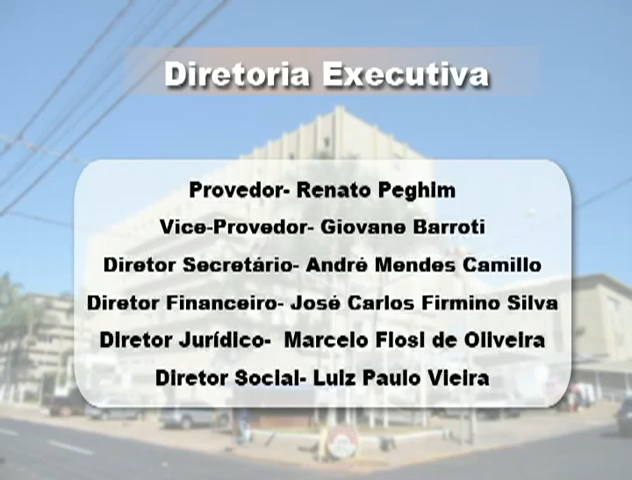 Diretoria Executiva
Provedor- Renato Peghim
Vice-Provedor- Giovane Barroti
Diretor Secretário- André Mendes Camillo
Diretor Financeiro- José Carlos Firmino Silva
Diretor Jurídico- Marcelo Fiosi de Oliveira
Diretor Social- Luiz Paulo Vieira